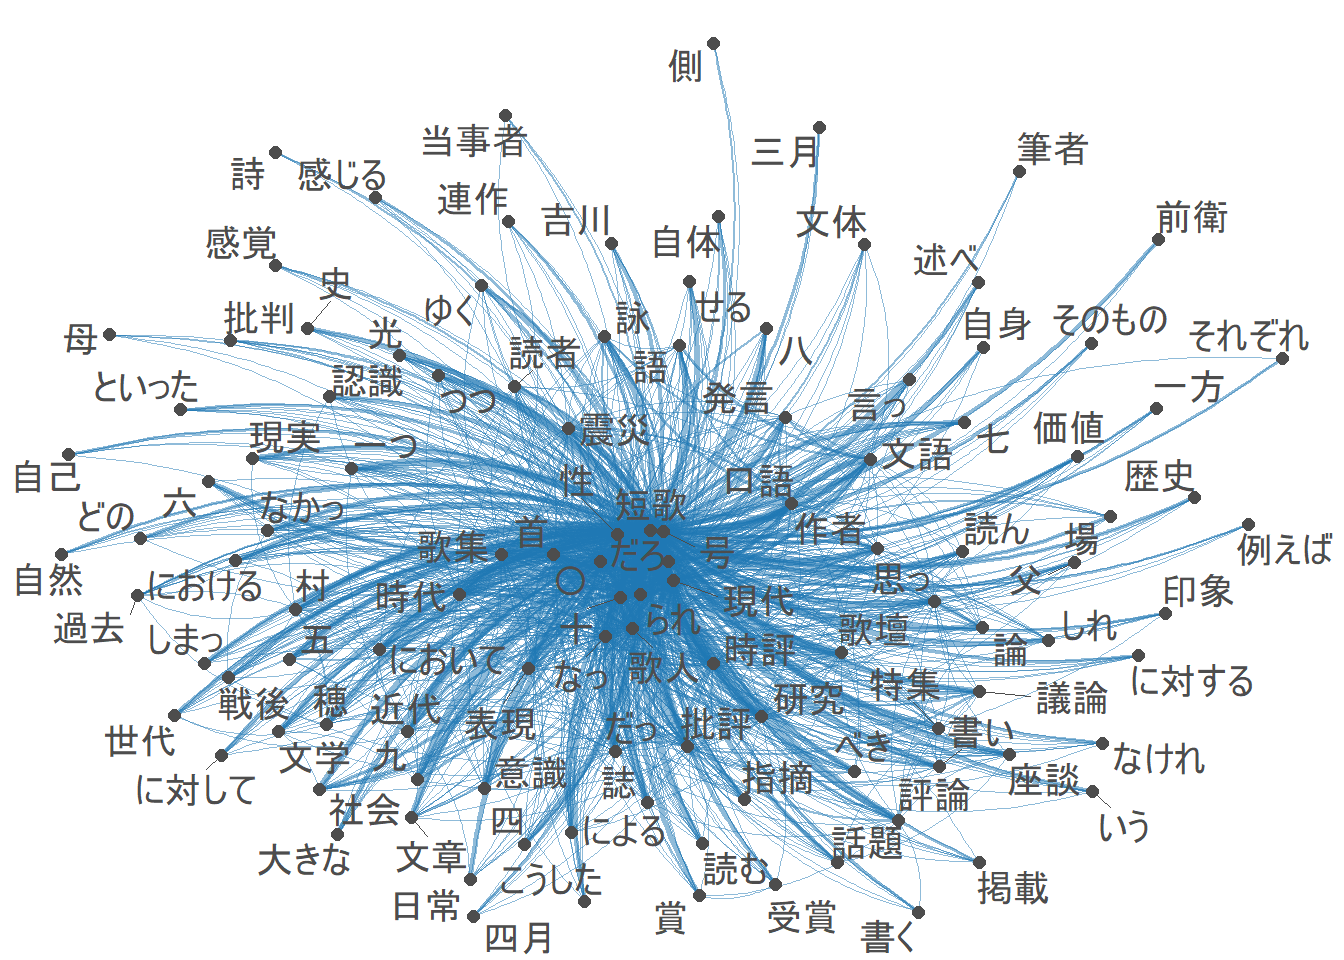 側
当事者
三月
筆者
詩
感じる
連作
吉川
自体
文体
前衛
感覚
述べ
史
ゆく
詠
せる
自身
そのもの
それぞれ
母
批判
光
読者
語
八
といった
認識
つつ
発言
言っ
一方
現実
一つ
震災
文語
七
価値
自己
六
性
口語
歴史
どの
なかっ
短歌
作者
読ん
場
例えば
自然
における
歌集
首
だろ
号
思っ
父
印象
過去
村
時代
〇
現代
しまっ
五
において
十
られ
時評
歌壇
論
しれ
戦後
穂
近代
なっ
歌人
研究
特集
議論
に対する
世代
文学
九
表現
だっ
批評
べき
書い
なけれ
に対して
社会
意識
誌
指摘
評論
座談
いう
大きな
文章
四
による
話題
日常
こうした
読む
掲載
四月
賞
受賞
書く